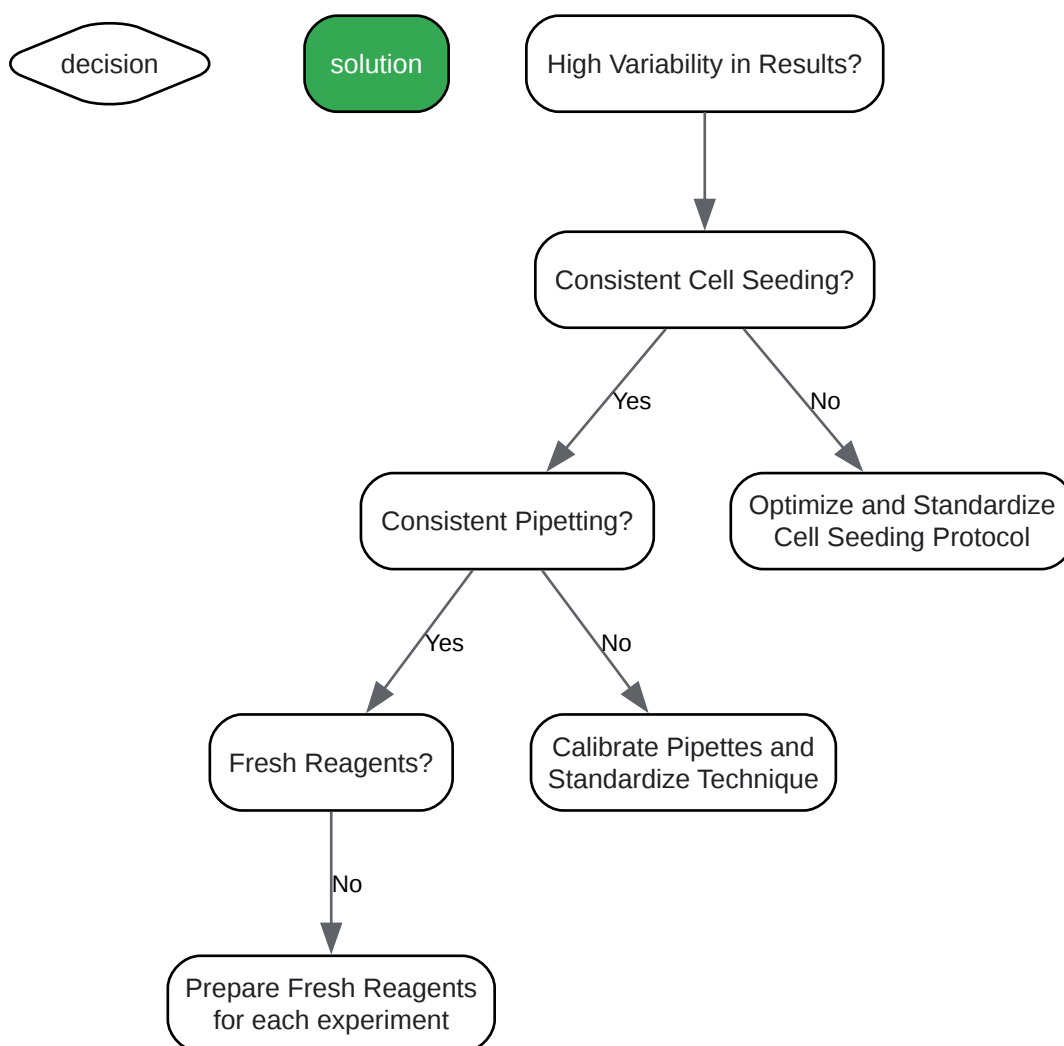 decision
solution
High Variability in Results?
Consistent Cell Seeding?
Yes
No
Consistent Pipetting?
Optimize and Standardize
Cell Seeding Protocol
Yes
No
Fresh Reagents?
Calibrate Pipettes and
Standardize Technique
No
Prepare Fresh Reagents
for each experiment